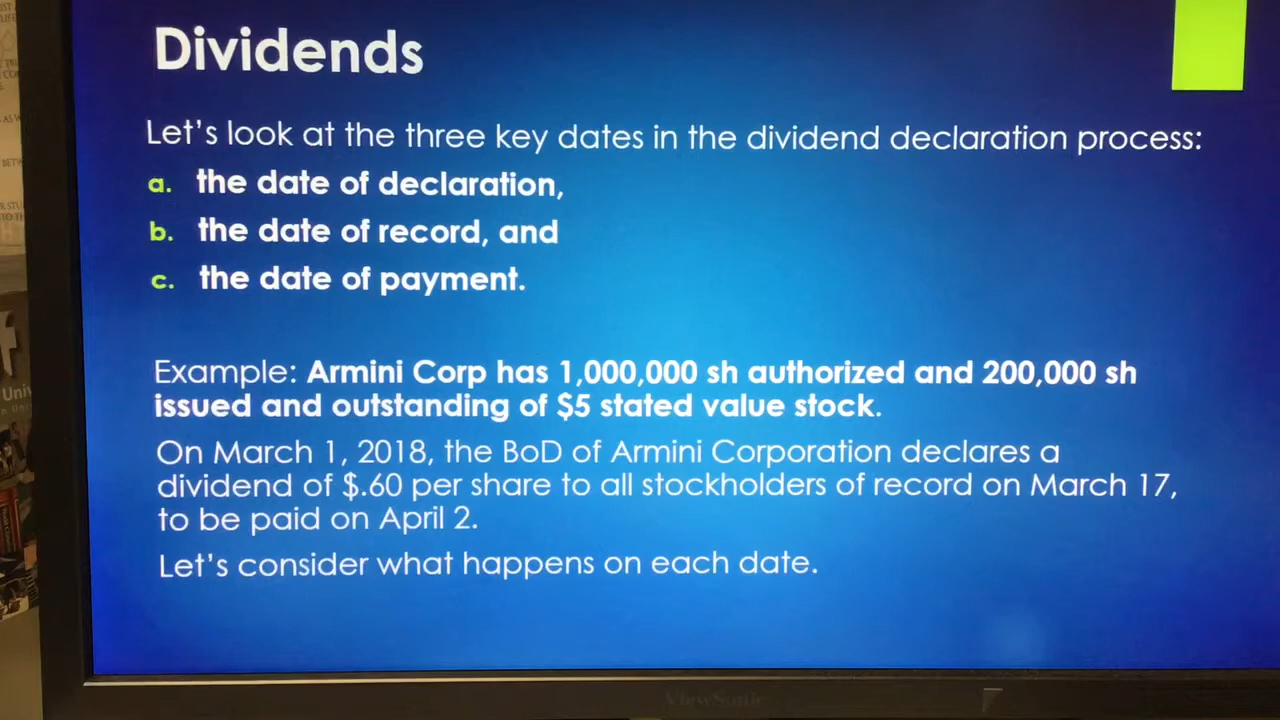 Dividends
Let's look at the three key dates in the dividend declaration process:
a. the date of declaration,
b. the date of record, and
c. the date of payment.
Example: Armini Corp has 1,000,000 sh authorized and 200,000 sh
issued and outstanding of $5 stated value stock.
On March 1, 2018, the BoD of Armini Corporation declares a
dividend of $.60 per share to all stockholders of record on March 17,
to be paid on April 2.
Let's consider what happens on each date.
ViewSonic